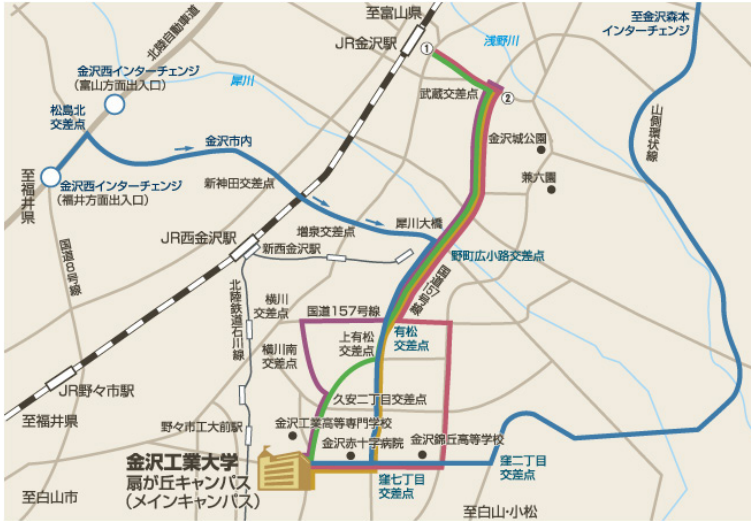 至富山県
北陸自動車道
JR金沢駅
①
浅野川
至金沢森本
インターチェンジ
金沢西インターチェンジ
(富山方面出入口)
犀川
武蔵交差点
②
松島北
交差点
金沢市内
金沢城公園
山側環状線
至福井県
金沢西インターチェンジ
(福井方面出入口)
新神田交差点
兼六園
JR西金沢駅
増泉交差点
犀川大橋
新西金沢駅
野町広小路交差点
国道8号線
北陸鉄道石川線
横川
交差点
国道157号線
国道157号線
有松
交差点
上有松
交差点
横川南
交差点
JR野々市駅
久安二丁目交差点
至福井県
野々市工大前駅
金沢工業高等専門学校
金沢赤十字病院
金沢錦丘高等学校
金沢工業大学
扇が丘キャンパス
(メインキャンパス)
窪七丁目
交差点
窪二丁目
交差点
至白山市
至白山・小松